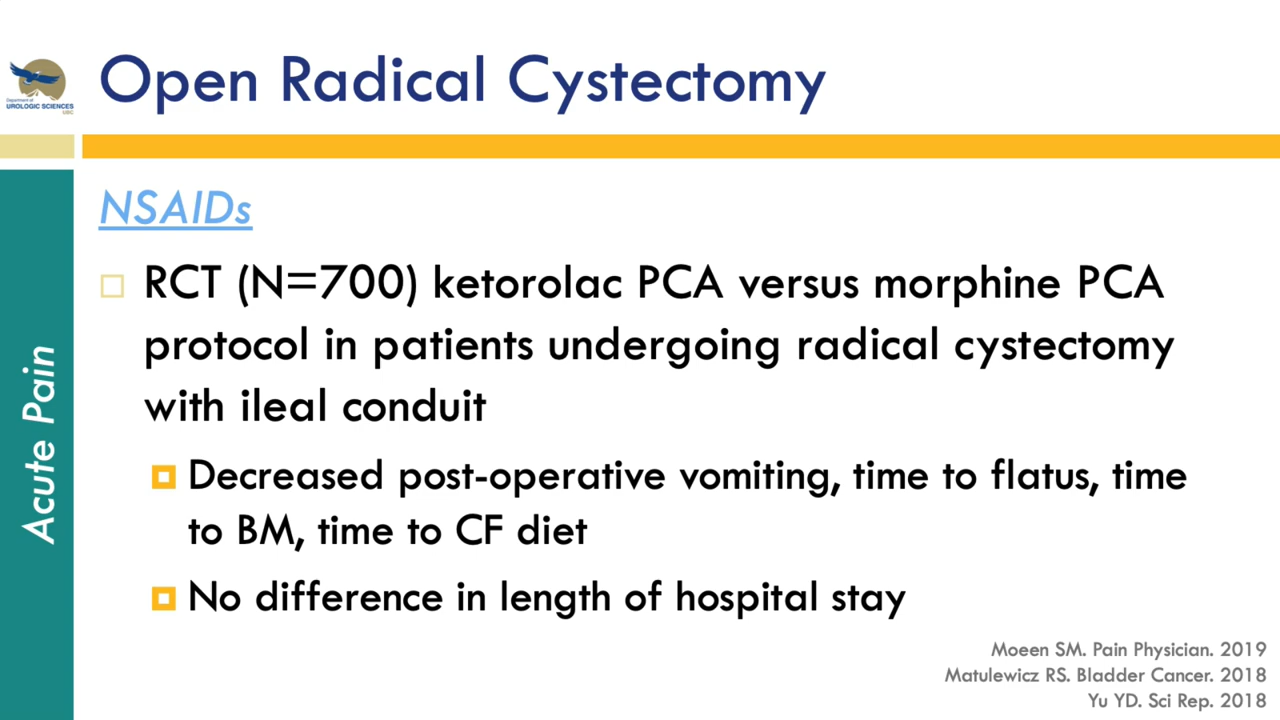 Open Radical Cystectomy
Department of
UROLOGIC SCIENCES
UBC
Acute Pain
NSAIDs
RCT (N=700) ketorolac PCA versus morphine PCA
protocol in patients undergoing radical cystectomy
with ileal conduit
Decreased post-operative vomiting, time to flatus, time
to BM, time to CF diet
No difference in length of hospital stay
Moeen SM. Pain Physician. 2019
Matulewicz RS. Bladder Cancer. 2018
Yu YD. Sci Rep. 2018